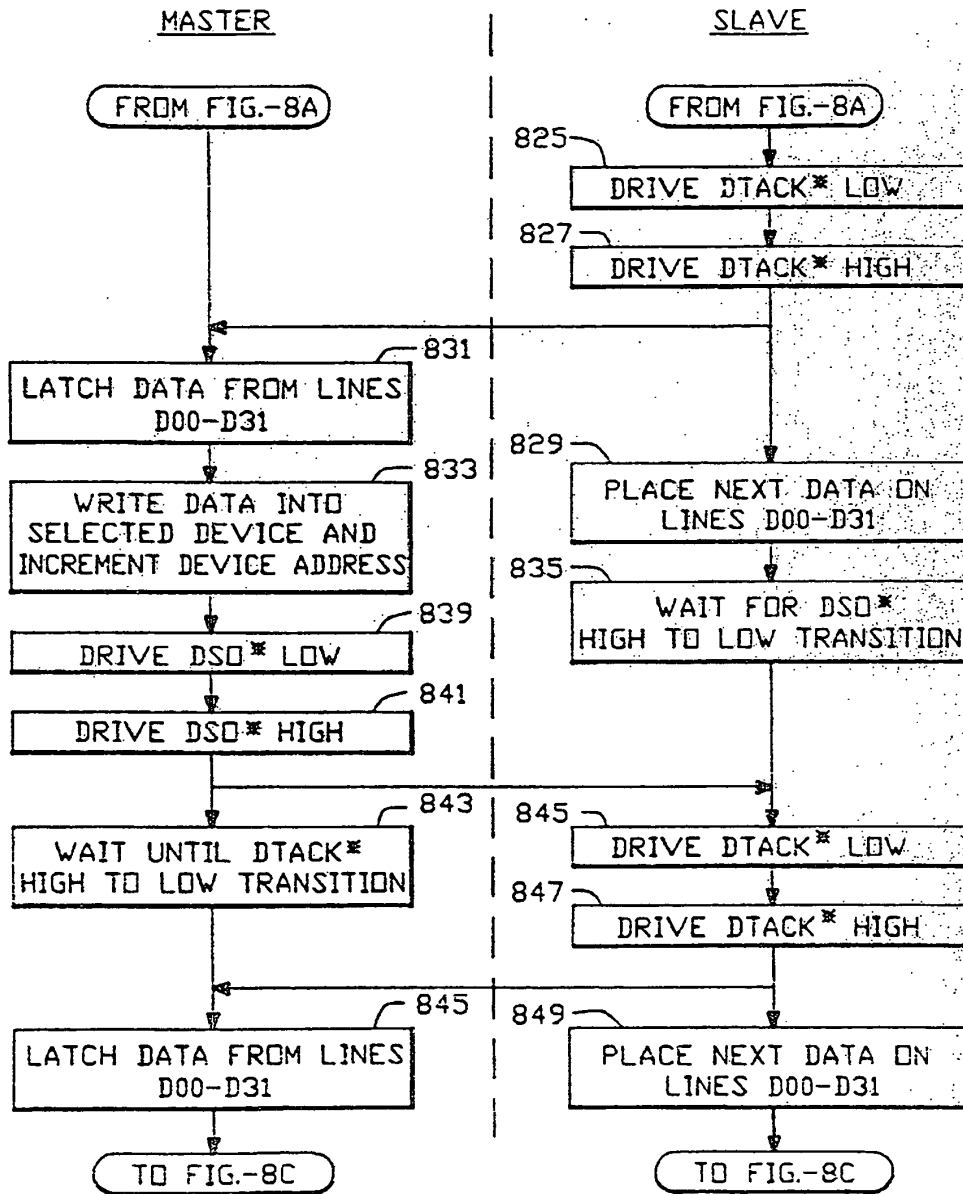 MASTER
SLAVE
FROM FIG.-8A
FROM FIG.-8A
825
DRIVE DTACK* LOW
827
DRIVE DTACK* HIGH
831
LATCH DATA FROM LINES
D00-D31
833
WRITE DATA INTO
SELECTED DEVICE AND
INCREMENT DEVICE ADDRESS
829
PLACE NEXT DATA ON
LINES D00-D31
835
WAIT FOR DS0*
HIGH TO LOW TRANSITION
839
DRIVE DS0* LOW
841
DRIVE DS0* HIGH
843
WAIT UNTIL DTACK*
HIGH TO LOW TRANSITION
845
DRIVE DTACK* LOW
847
DRIVE DTACK* HIGH
845
LATCH DATA FROM LINES
D00-D31
849
PLACE NEXT DATA ON
LINES D00-D31
TO FIG.-8C
TO FIG.-8C